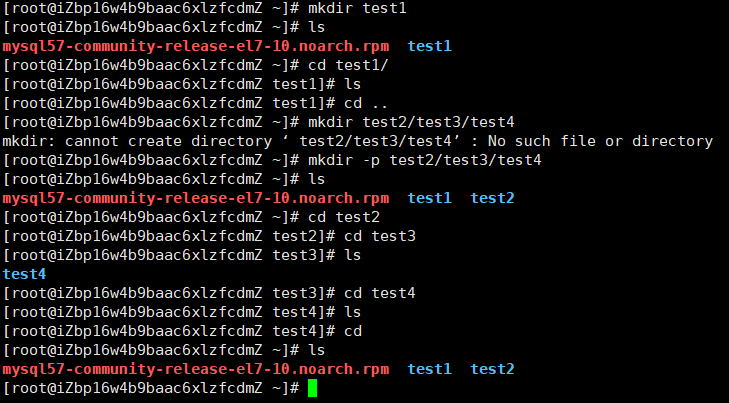 [root@iZbp16w4b9baac6xlzfcdmZ ~]# mkdir test1
[root@iZbp16w4b9baac6xlzfcdmZ ~]# ls
mysql57-community-release-el7-10.noarch.rpm  test1
[root@iZbp16w4b9baac6xlzfcdmZ ~]# cd test1/
[root@iZbp16w4b9baac6xlzfcdmZ test1]# ls
[root@iZbp16w4b9baac6xlzfcdmZ test1]# cd ..
[root@iZbp16w4b9baac6xlzfcdmZ ~]# mkdir test2/test3/test4
mkdir: cannot create directory ‘ test2/test3/test4’ : No such file or directory
[root@iZbp16w4b9baac6xlzfcdmZ ~]# mkdir -p test2/test3/test4
[root@iZbp16w4b9baac6xlzfcdmZ ~]# ls
mysql57-community-release-el7-10.noarch.rpm  test1  test2
[root@iZbp16w4b9baac6xlzfcdmZ ~]# cd test2
[root@iZbp16w4b9baac6xlzfcdmZ test2]# cd test3
[root@iZbp16w4b9baac6xlzfcdmZ test3]# ls
test4
[root@iZbp16w4b9baac6xlzfcdmZ test3]# cd test4
[root@iZbp16w4b9baac6xlzfcdmZ test4]# ls
[root@iZbp16w4b9baac6xlzfcdmZ test4]# cd
[root@iZbp16w4b9baac6xlzfcdmZ ~]# ls
mysql57-community-release-el7-10.noarch.rpm  test1  test2
[root@iZbp16w4b9baac6xlzfcdmZ ~]#